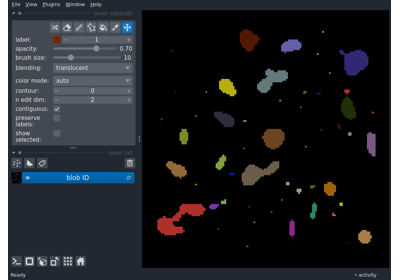 File View Plugins Window Help
layer controls
label: 1
opacity: 0.70
brush size: 10
blending: translucent
color mode: auto
contour: 0
n edit dim: 2
contiguous:
preserve
labels:
show
selected:
layer list
blob ID
Ready
activity